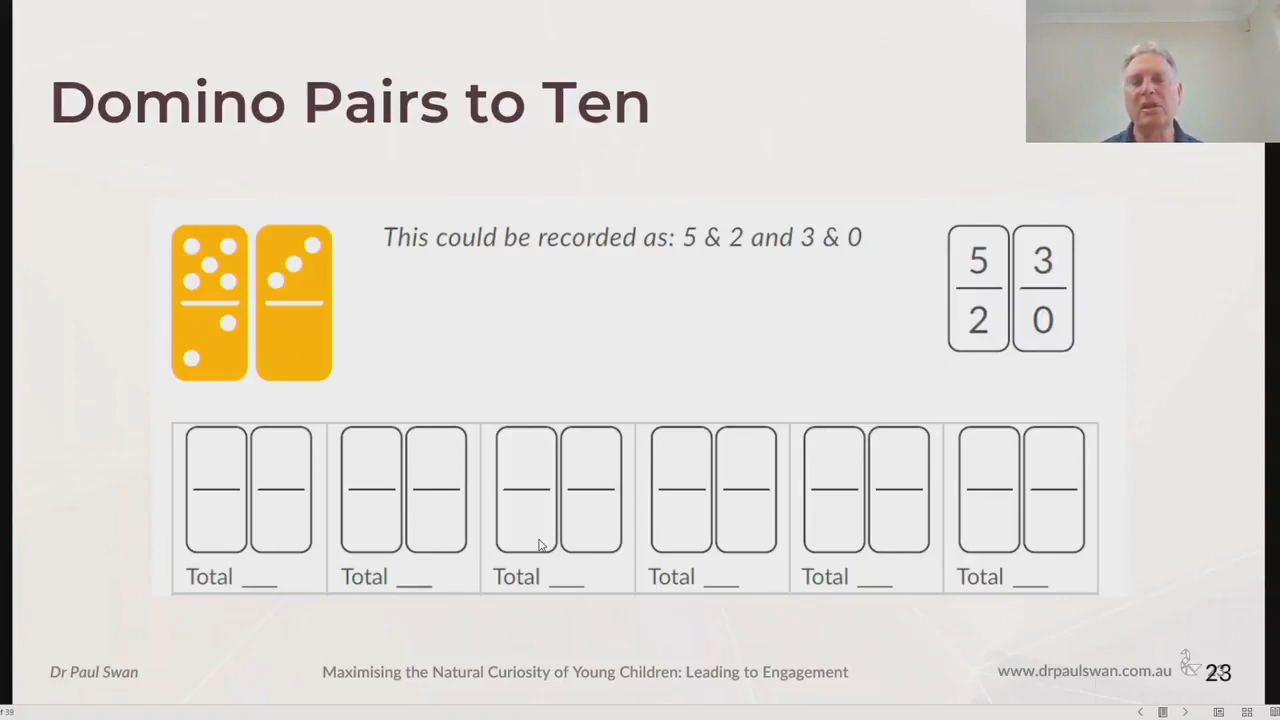 Domino Pairs to Ten
This could be recorded as: 5 & 2 and 3 & 0
5 3
2 0
Total ___ Total ___ Total ___ Total ___ Total ___ Total ___
Dr Paul Swan
Maximising the Natural Curiosity of Young Children: Leading to Engagement
www.drpaulswan.com.au
23
of 39